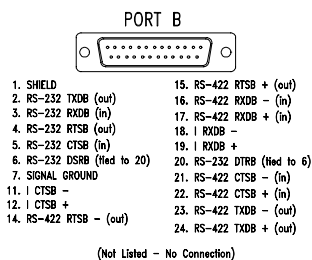 PORT B
1. SHIELD
2. RS-232 TXDB (out)
3. RS-232 RXDB (in)
4. RS-232 RTSB (out)
5. RS-232 CTSB (in)
6. RS-232 DSRB (tied to 20)
7. SIGNAL GROUND
11. I CTSB -
12. I CTSB +
14. RS-422 RTSB - (out)
15. RS-422 RTSB + (out)
16. RS-422 RXDB - (in)
17. RS-422 RXDB + (in)
18. I RXDB -
19. I RXDB +
20. RS-232 DTRB (tied to 6)
21. RS-422 CTSB - (in)
22. RS-422 CTSB + (in)
23. RS-422 TXDB - (out)
24. RS-422 TXDB + (out)
(Not Listed - No Connection)